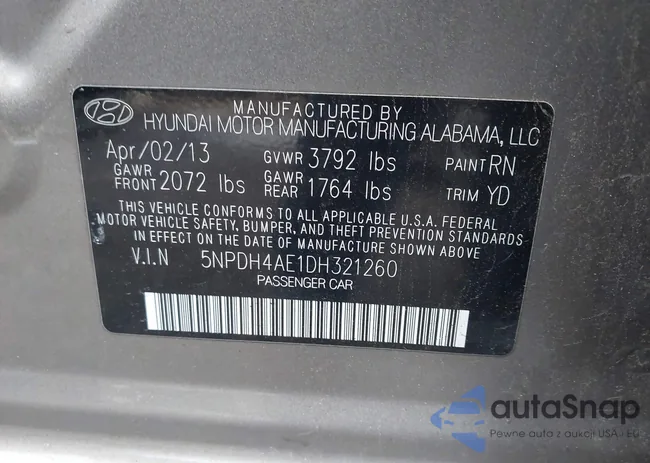 MANUFACTURED BY
HYUNDAI MOTOR MANUFACTURING ALABAMA, LLC
Apr/02/13 GVWR 3792 lbs PAINT RN
GAWR FRONT 2072 lbs GAWR REAR 1764 lbs TRIM YD
THIS VEHICLE CONFORMS TO ALL APPLICABLE U.S.A. FEDERAL
MOTOR VEHICLE SAFETY, BUMPER, AND THEFT PREVENTION STANDARDS
IN EFFECT ON THE DATE OF MANUFACTURE SHOWN ABOVE
V.I.N 5NPDH4AE1DH321260
PASSENGER CAR
autoSnap
Pewne auta z aukcji USA - EU